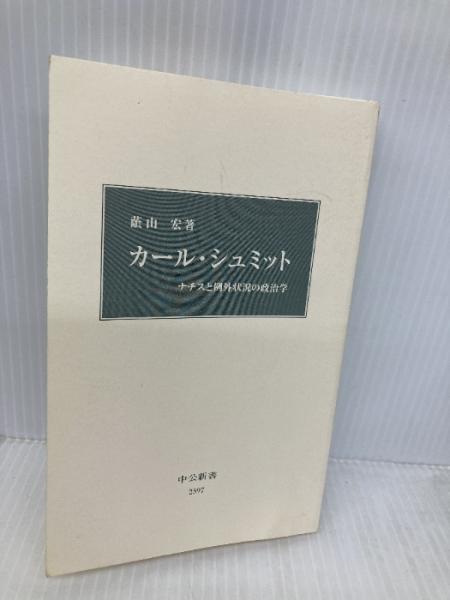 蔭山 宏著
カール・シュミット
ナチスと例外状況の政治学
中公新書
2597